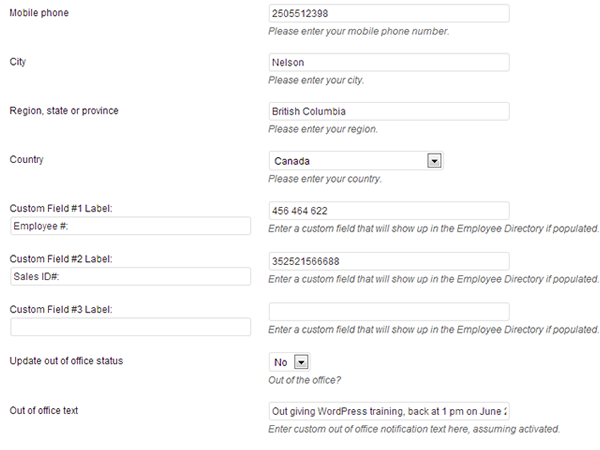 Mobile phone
2505512398
Please enter your mobile phone number.
City
Nelson
Please enter your city.
Region, state or province
British Columbia
Please enter your region.
Country
Canada
Please enter your country.
Custom Field #1 Label:
456 464 622
Employee #:
Enter a custom field that will show up in the Employee Directory if populated.
Custom Field #2 Label:
352521566688
Sales ID#:
Enter a custom field that will show up in the Employee Directory if populated.
Custom Field #3 Label:
Enter a custom field that will show up in the Employee Directory if populated.
Update out of office status
No
Out of the office?
Out of office text
Out giving WordPress training, back at 1 pm on June
Enter custom out of office notification text here, assuming activated.